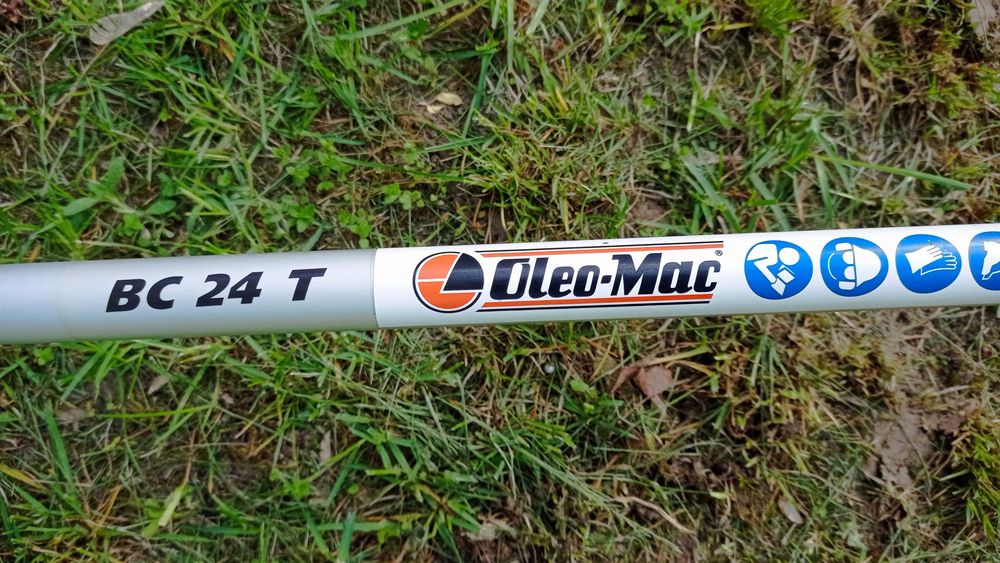 BC 24 T
Oleo-Mac®